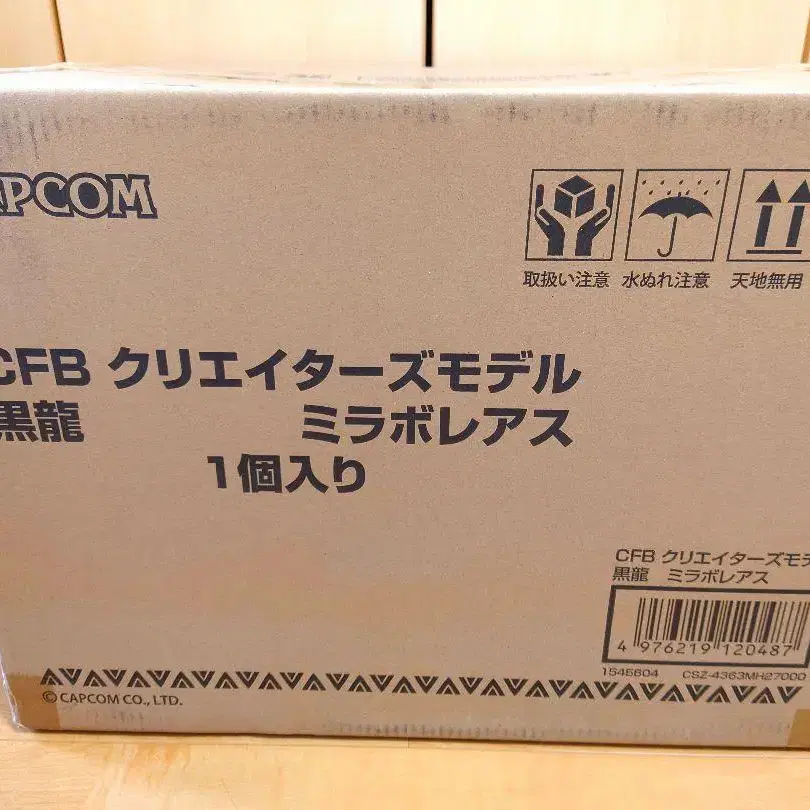 APCOM
取扱い注意 水ぬれ注意 天地無用
CFB クリエイターズモデル
黒龍 ミラボレアス
1個入り
CFB クリエイターズモデ
黒龍 ミラボレアス
4 976219 120487
1545604 CSZ-4363MH27000
© CAPCOM CO., LTD.